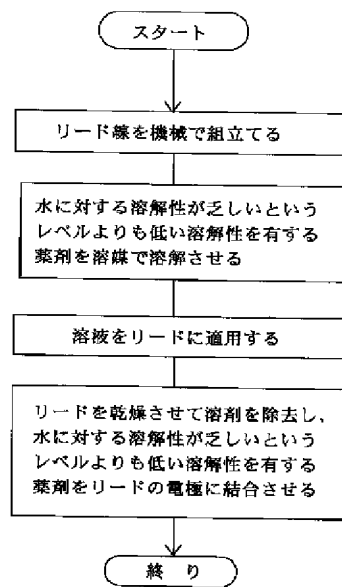 スタート
リード線を機械で組立てる
水に対する溶解性が乏しいという
レベルよりも低い溶解性を有する
薬剤を溶媒で溶解させる
溶液をリードに適用する
リードを乾燥させて溶剤を除去し、
水に対する溶解性が乏しいという
レベルよりも低い溶解性を有する
薬剤をリードの電極に結合させる
終 り